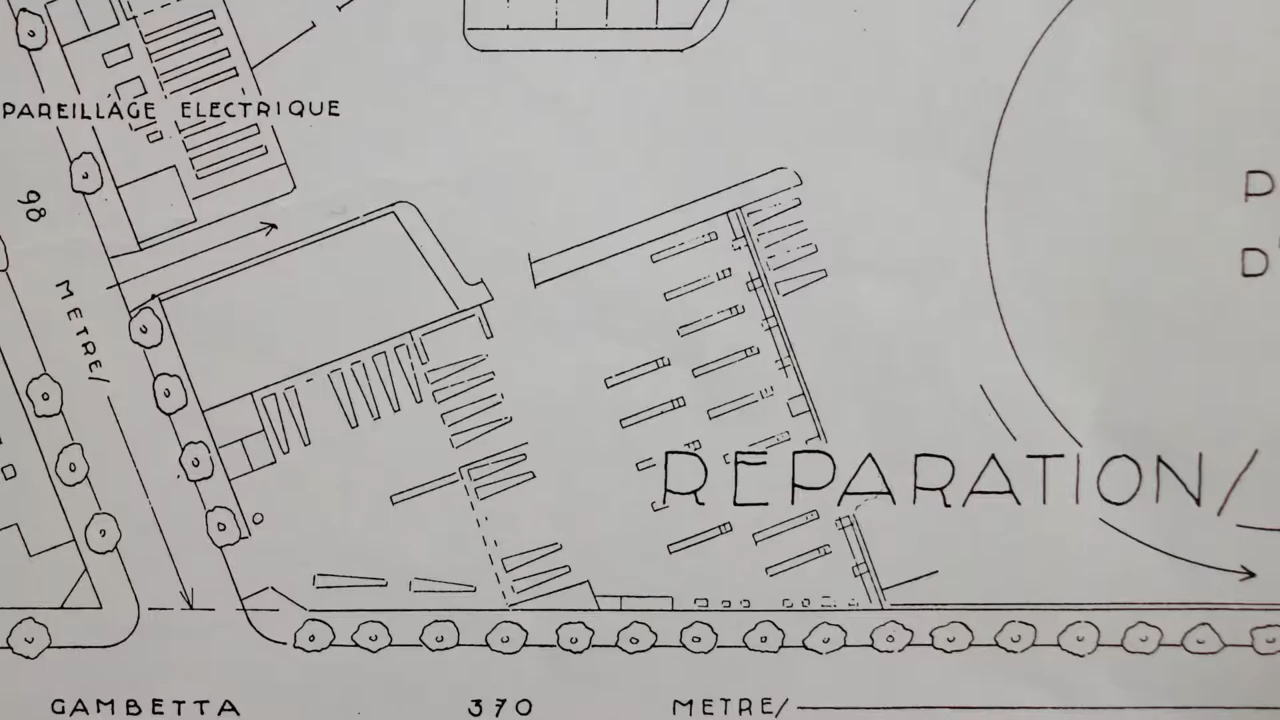 PAREILLAGE ELECTRIQUE
98 METRE/
P
D
REPARATION/
GAMBETTA 370 METRE/